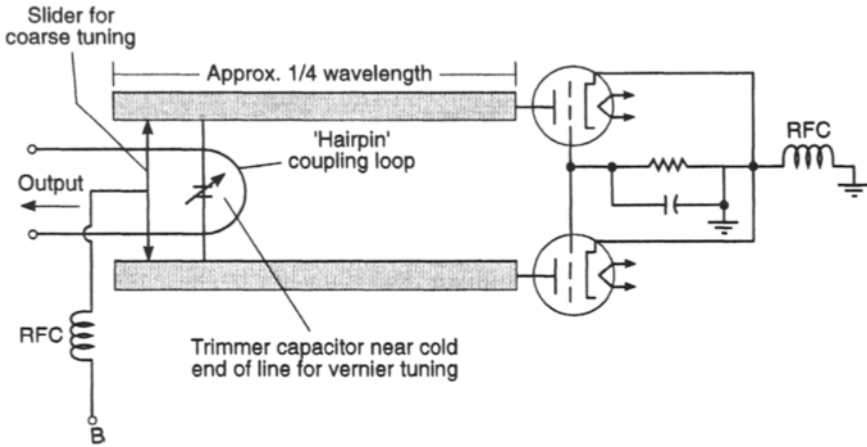 Slider for
coarse tuning
Approx. 1/4 wavelength
'Hairpin'
coupling loop
RFC
Output
RFC
Trimmer capacitor near cold
end of line for vernier tuning
B